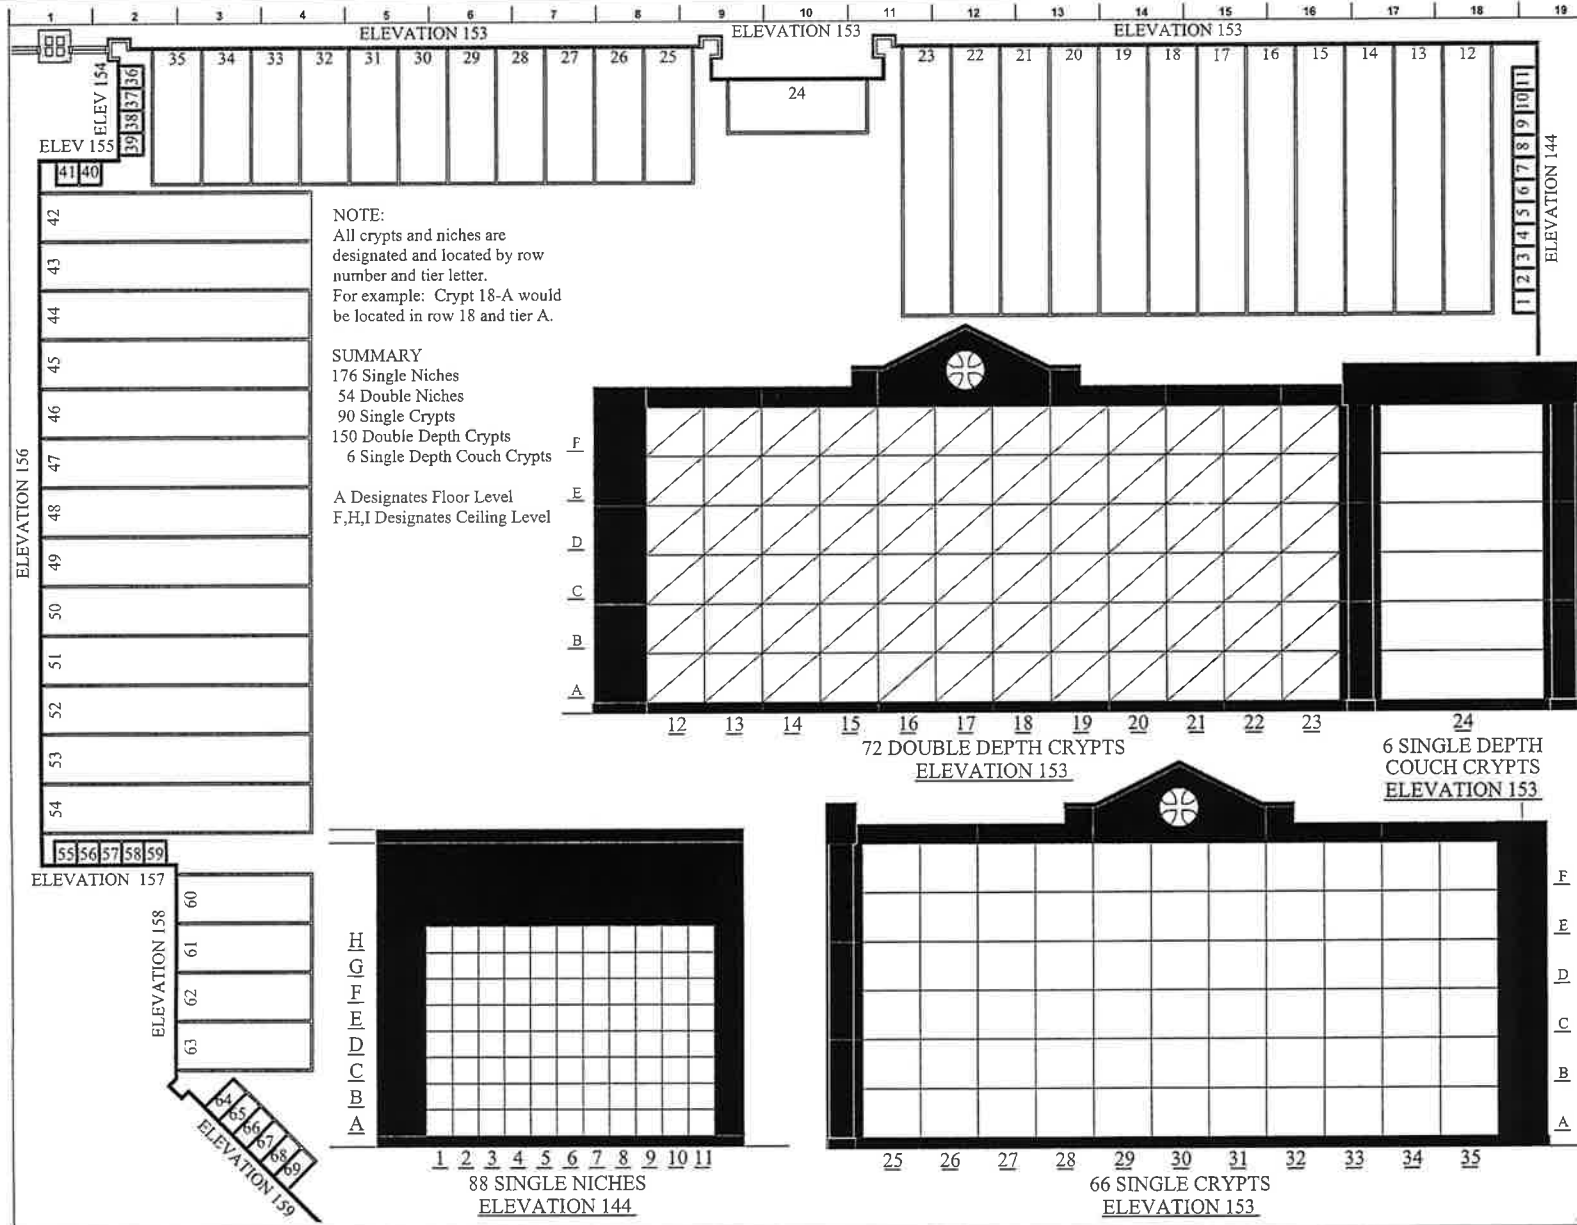 1 2 3 4 5 6 7 8 9 10 11 12 13 14 15 16 17 18 19
ELEVATION 153
ELEVATION 153
ELEVATION 153
35 34 33 32 31 30 29 28 27 26 25
24
23 22 21 20 19 18 17 16 15 14 13 12
ELEV 154
36
37
38
39
ELEV 155
41 40
11
10
9
8
7
6
5
4
3
2
1
ELEVATION 144
ELEVATION 156
42
43
44
45
46
47
48
49
50
51
52
53
54
55 56 57 58 59
ELEVATION 157
ELEVATION 158
60
61
62
63
64
65
66
67
68
69
ELEVATION 159
NOTE:
All crypts and niches are
designated and located by row
number and tier letter.
For example: Crypt 18-A would
be located in row 18 and tier A.
SUMMARY
176 Single Niches
54 Double Niches
90 Single Crypts
150 Double Depth Crypts
6 Single Depth Couch Crypts
A Designates Floor Level
F,H,I Designates Ceiling Level
F
E
D
C
B
A
12 13 14 15 16 17 18 19 20 21 22 23
72 DOUBLE DEPTH CRYPTS
ELEVATION 153
24
6 SINGLE DEPTH
COUCH CRYPTS
ELEVATION 153
H
G
F
E
D
C
B
A
1 2 3 4 5 6 7 8 9 10 11
88 SINGLE NICHES
ELEVATION 144
F
E
D
C
B
A
25 26 27 28 29 30 31 32 33 34 35
66 SINGLE CRYPTS
ELEVATION 153